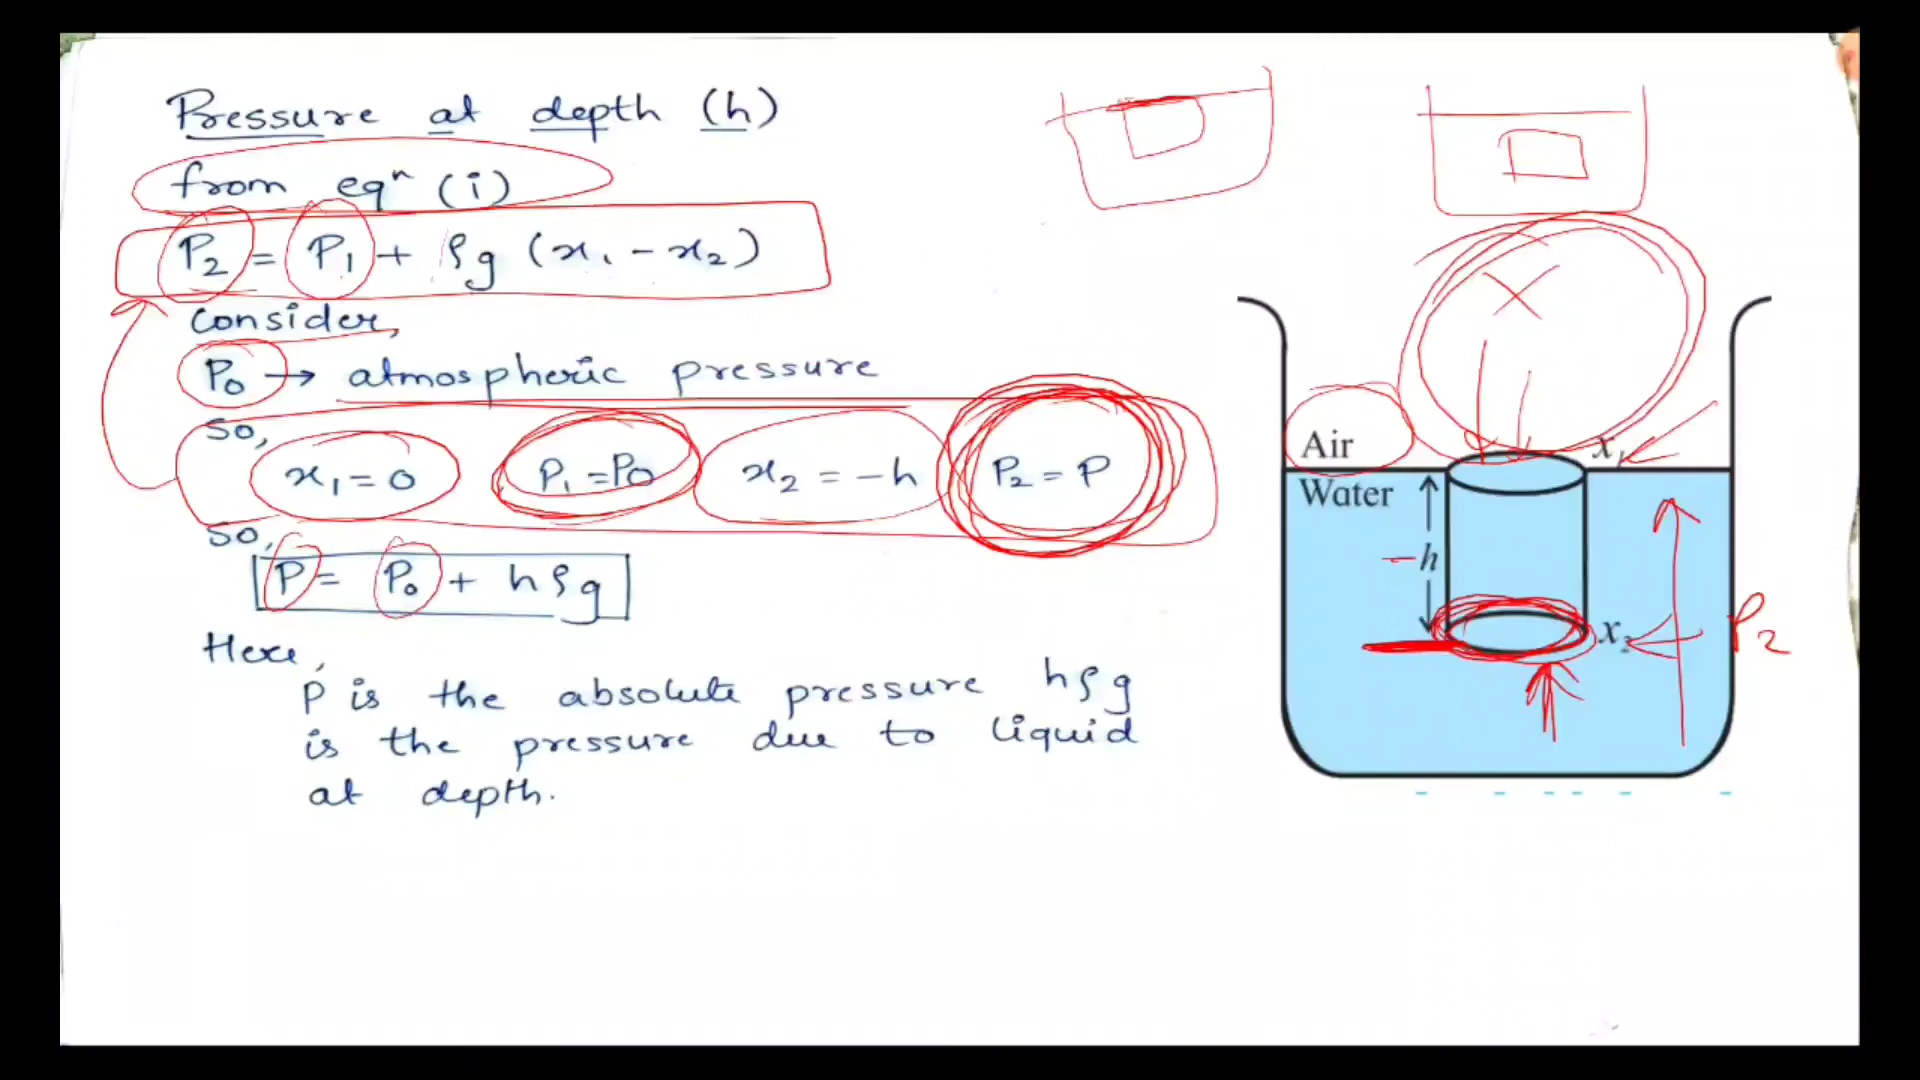 Pressure at depth (h)
from eqⁿ (i)
P₂ = P₁ + ρg (x₁ - x₂)
Consider,
P₀ → atmospheric pressure
So,
x₁ = 0 P₁ = P₀ x₂ = -h P₂ = P
So,
P = P₀ + hρg
Here,
P is the absolute pressure hρg
is the pressure due to liquid
at depth.
Air x₁
Water
-h
x₂ P₂